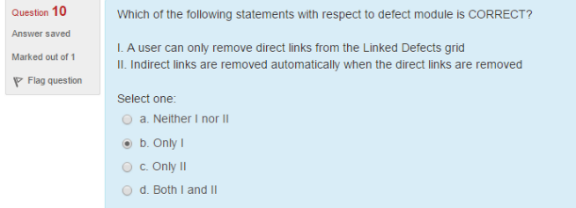 Question 10
Answer saved
Marked out of 1
Flag question
Which of the following statements with respect to defect module is CORRECT?
I. A user can only remove direct links from the Linked Defects grid
II. Indirect links are removed automatically when the direct links are removed
Select one:
a. Neither I nor II
b. Only I
c. Only II
d. Both I and II